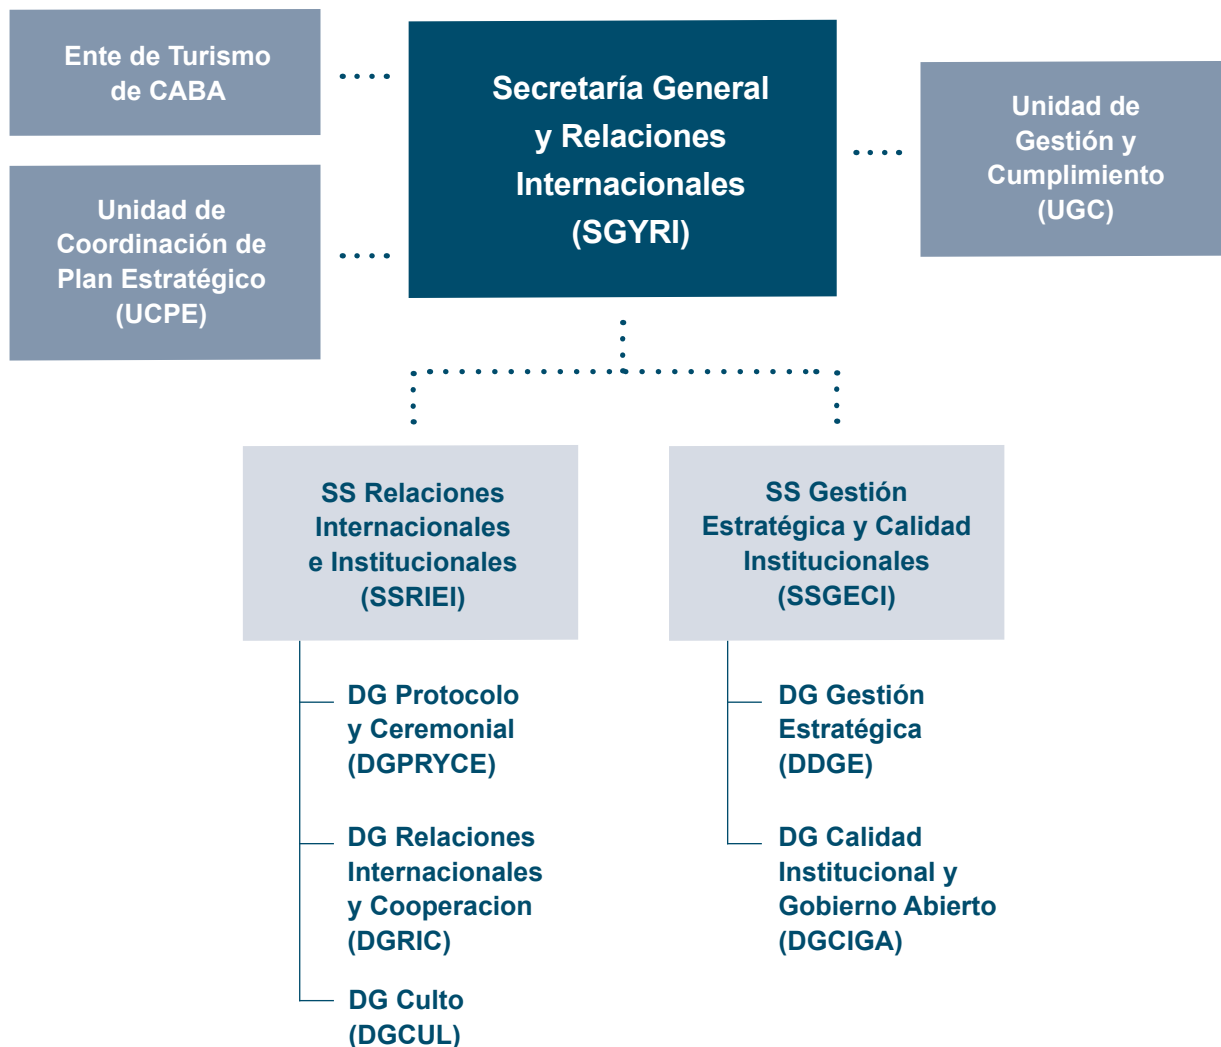 Ente de Turismo
de CABA
Secretaría General
y Relaciones
Internacionales
(SGYRI)
Unidad de
Gestión y
Cumplimiento
(UGC)
Unidad de
Coordinación de
Plan Estratégico
(UCPE)
SS Relaciones
Internacionales
e Institucionales
(SSRIEI)
SS Gestión
Estratégica y Calidad
Institucionales
(SSGECI)
DG Protocolo
y Ceremonial
(DGPRYCE)
DG Relaciones
Internacionales
y Cooperacion
(DGRIC)
DG Culto
(DGCUL)
DG Gestión
Estratégica
(DDGE)
DG Calidad
Institucional y
Gobierno Abierto
(DGCIGA)